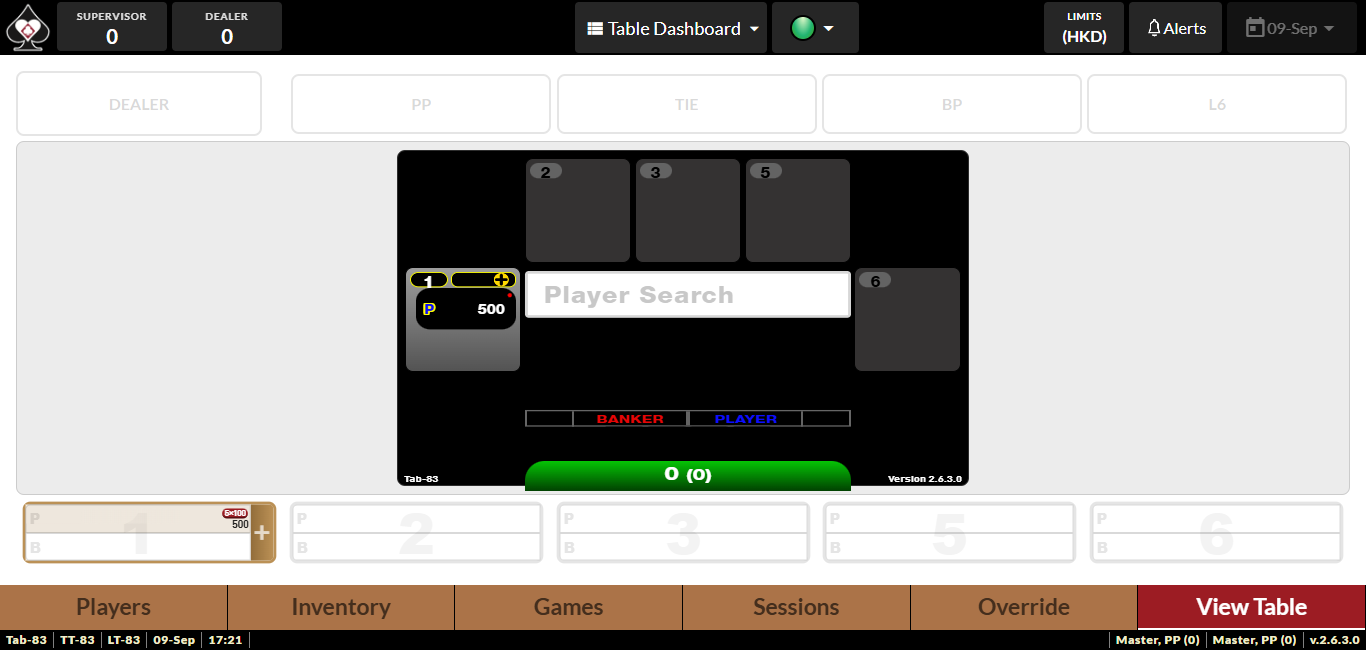 SUPERVISOR
0
DEALER
0
Table Dashboard
LIMITS
(HKD)
Alerts
09-Sep
DEALER
PP
TIE
BP
L6
2
3
5
1
P 500
Player Search
6
BANKER
PLAYER
0 (0)
Tab-83
Version 2.6.3.0
P
B
1
5×100
500
+
P
B
2
P
B
3
P
B
5
P
B
6
Players
Inventory
Games
Sessions
Override
View Table
Tab-83
TT-83
LT-83
09-Sep
17:21
Master, PP (0)
Master, PP (0)
v.2.6.3.0